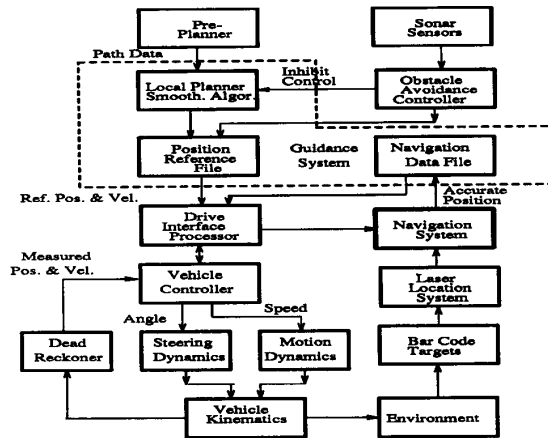 Pre-
Planner
Sonar
Sensors
Path Data
Inhibit
Control
Local Planner
Smooth. Algor.
Obstacle
Avoidance
Controller
Position
Reference
File
Guidance
System
Navigation
Data File
Ref. Pos. & Vel.
Accurate
Position
Drive
Interface
Processor
Navigation
System
Measured
Pos. & Vel.
Vehicle
Controller
Laser
Location
System
Angle
Speed
Dead
Reckoner
Steering
Dynamics
Motion
Dynamics
Bar Code
Targets
Vehicle
Kinematics
Environment